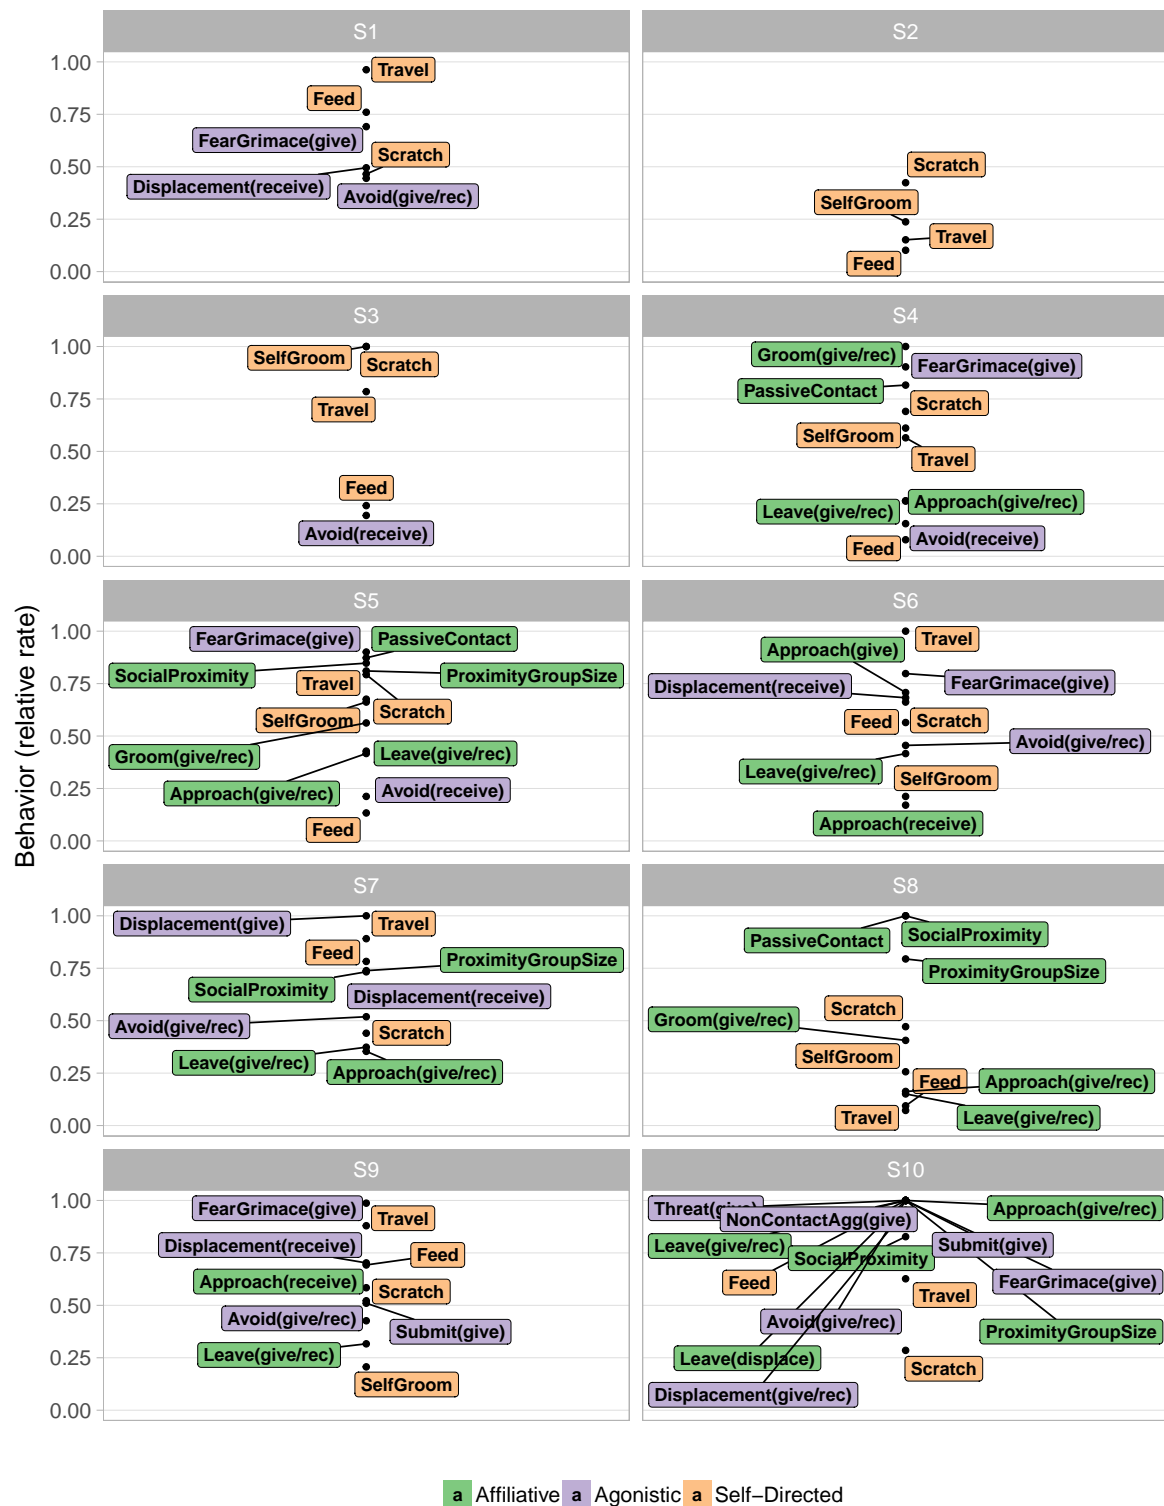 S1
S2
1.00
0.75
0.50
0.25
0.00
Travel
Feed
FearGrimace(give)
Scratch
Displacement(receive)
Avoid(give/rec)
Scratch
SelfGroom
Travel
Feed
S3
S4
1.00
0.75
0.50
0.25
0.00
SelfGroom
Scratch
Travel
Feed
Avoid(receive)
Groom(give/rec)
FearGrimace(give)
PassiveContact
Scratch
SelfGroom
Travel
Approach(give/rec)
Leave(give/rec)
Avoid(receive)
Feed
Behavior (relative rate)
S5
S6
1.00
0.75
0.50
0.25
0.00
FearGrimace(give)
PassiveContact
SocialProximity
ProximityGroupSize
Travel
Scratch
SelfGroom
Groom(give/rec)
Leave(give/rec)
Approach(give/rec)
Avoid(receive)
Feed
Travel
Approach(give)
FearGrimace(give)
Displacement(receive)
Feed
Scratch
Avoid(give/rec)
Leave(give/rec)
SelfGroom
Approach(receive)
S7
S8
1.00
0.75
0.50
0.25
0.00
Displacement(give)
Travel
Feed
ProximityGroupSize
SocialProximity
Displacement(receive)
Avoid(give/rec)
Scratch
Leave(give/rec)
Approach(give/rec)
PassiveContact
SocialProximity
ProximityGroupSize
Scratch
Groom(give/rec)
SelfGroom
Feed
Approach(give/rec)
Travel
Leave(give/rec)
S9
S10
1.00
0.75
0.50
0.25
0.00
FearGrimace(give)
Travel
Displacement(receive)
Feed
Approach(receive)
Scratch
Avoid(give/rec)
Submit(give)
Leave(give/rec)
SelfGroom
Threat(give)
Approach(give/rec)
NonContactAgg(give)
Leave(give/rec)
Submit(give)
SocialProximity
Feed
FearGrimace(give)
Travel
Avoid(give/rec)
ProximityGroupSize
Leave(displace)
Scratch
Displacement(give/rec)
a Affiliative a Agonistic a Self−Directed